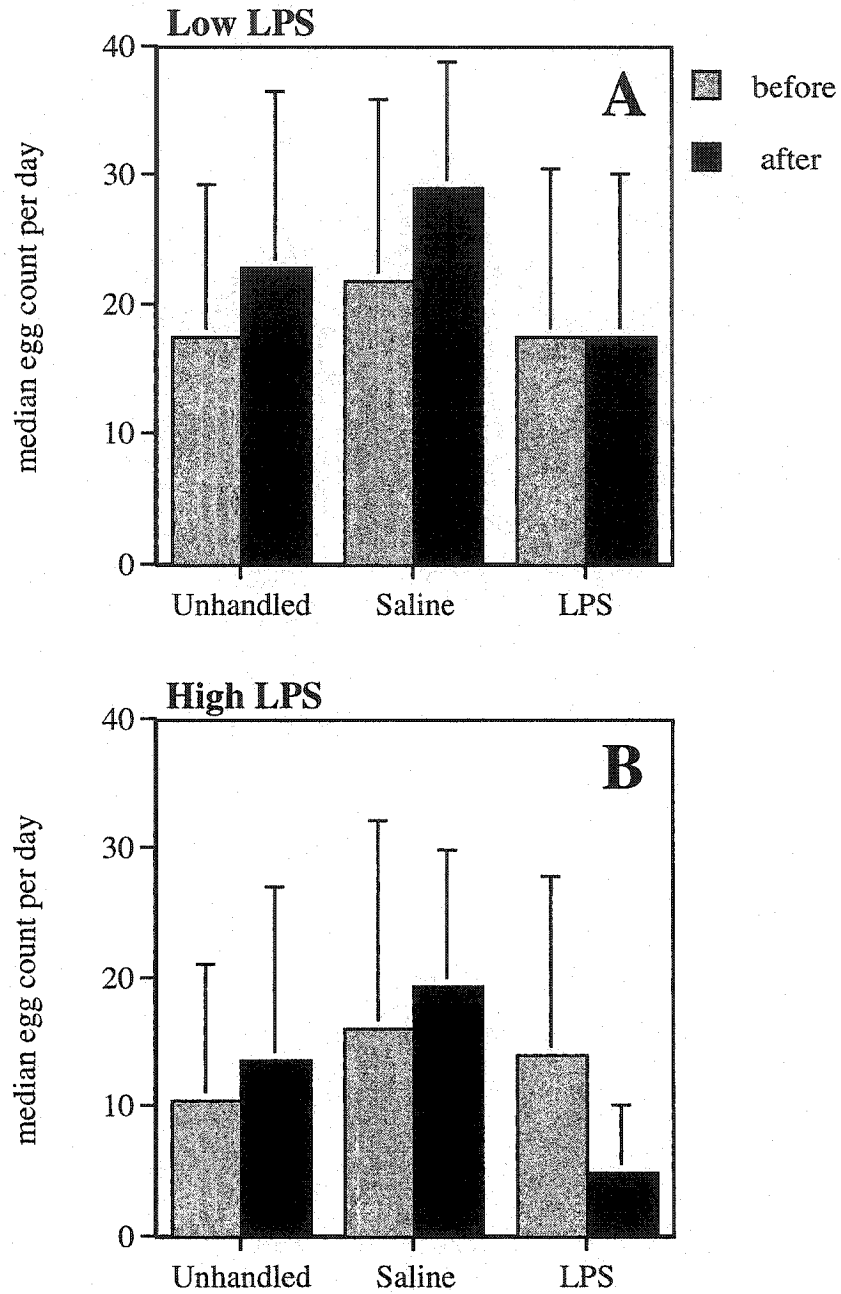 Low LPS
A
before
after
40
30
20
10
0
median egg count per day
Unhandled
Saline
LPS
High LPS
B
40
30
20
10
0
median egg count per day
Unhandled
Saline
LPS